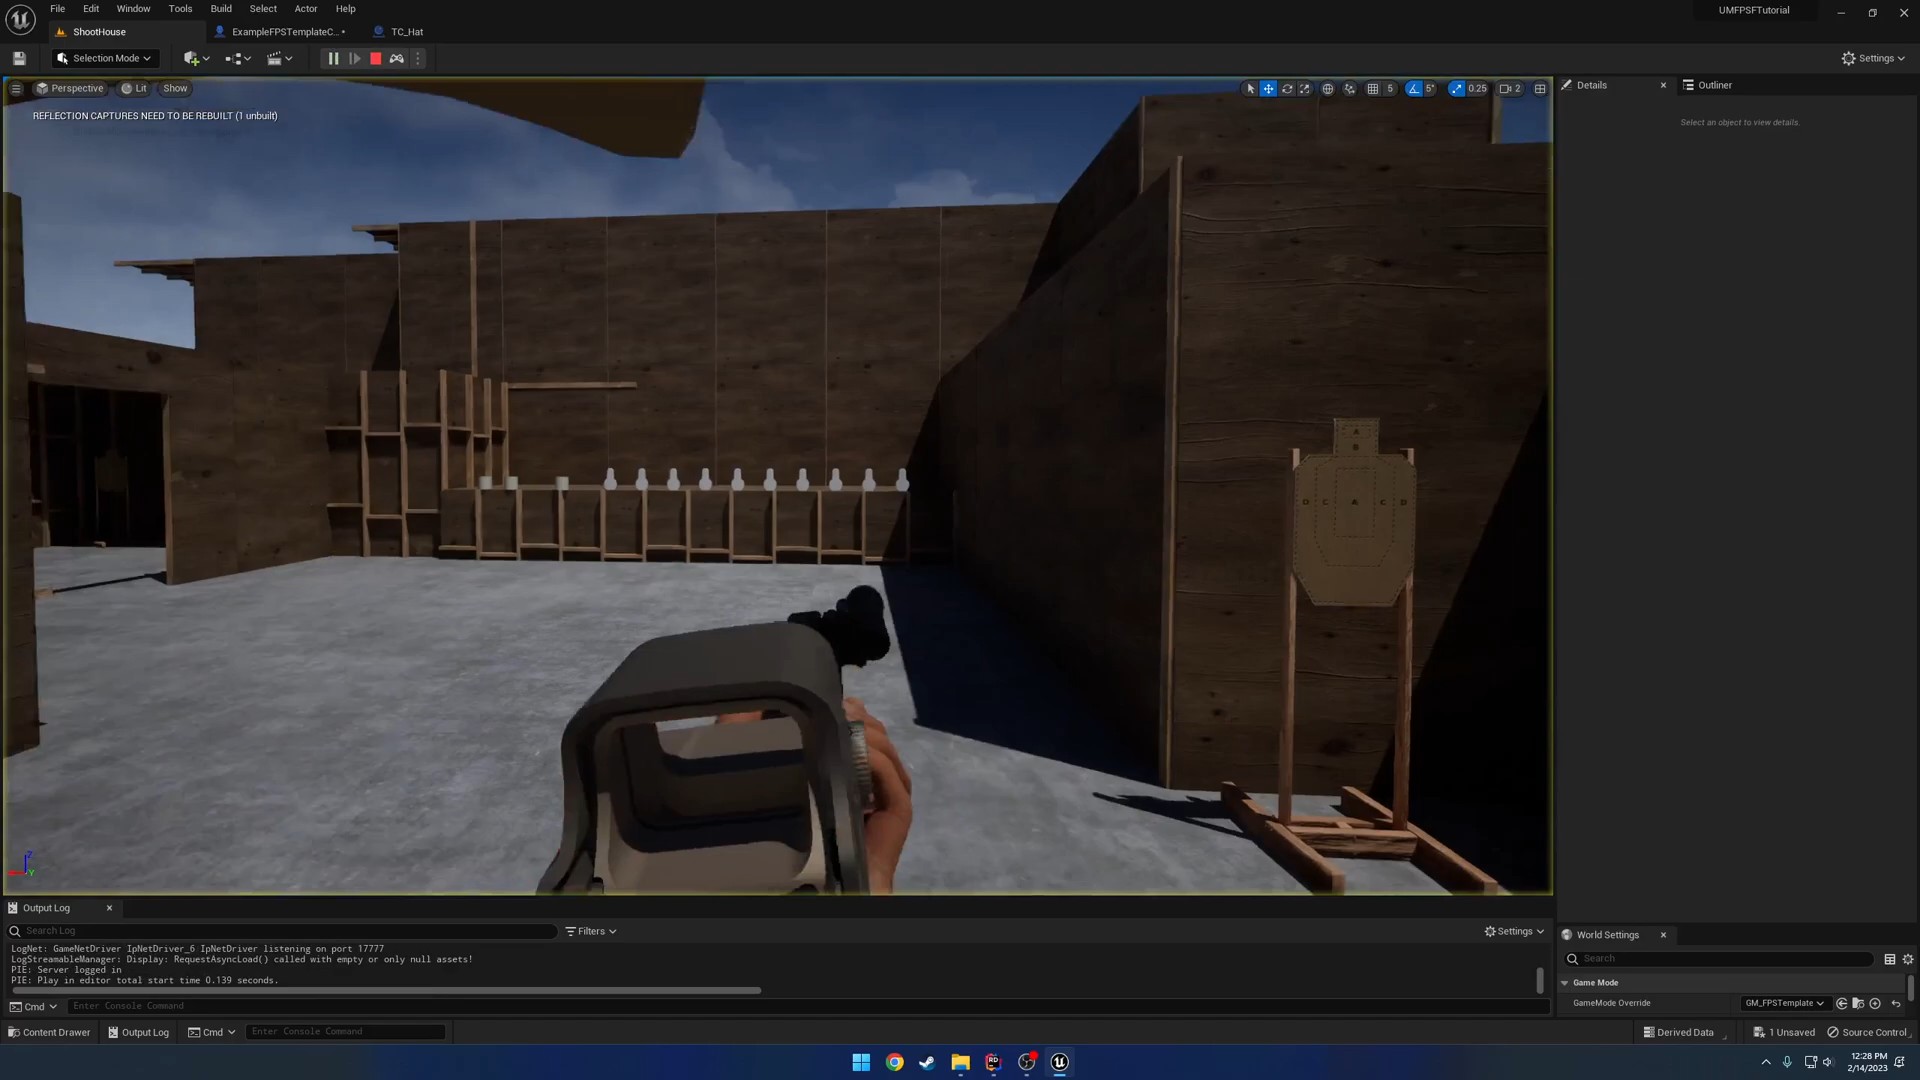 File Edit Window Tools Build Select Actor Help
UMFPSFTutorial
ShootHouse
ExampleFPSTemplateC...•
TC_Hat
Selection Mode
Settings
Perspective
Lit
Show
5
5°
0.25
2
REFLECTION CAPTURES NEED TO BE REBUILT (1 unbuilt)
Details
Outliner
Select an object to view details.
A
B
D C A C D
Output Log
Search Log
Filters
Settings
LogNet: GameNetDriver IpNetDriver_6 IpNetDriver listening on port 17777
LogStreamableManager: Display: RequestAsyncLoad() called with empty or only null assets!
PIE: Server logged in
PIE: Play in editor total start time 0.139 seconds.
Cmd
Enter Console Command
World Settings
Search
Game Mode
GameMode Override
GM_FPSTemplate
Content Drawer
Output Log
Cmd
Enter Console Command
Derived Data
1 Unsaved
Source Control
12:28 PM
2/14/2023